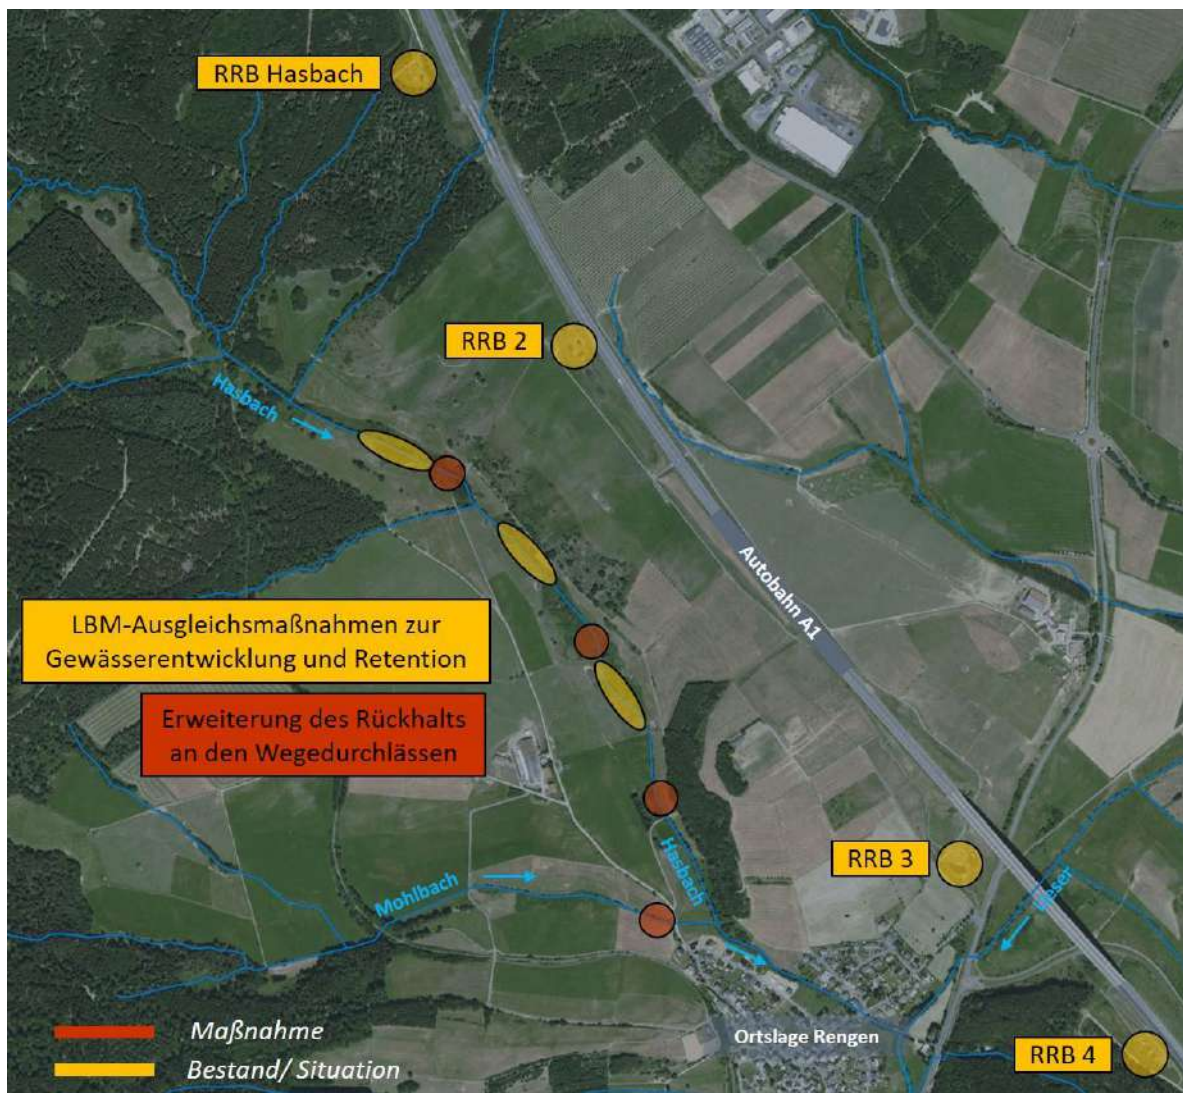 RRB Hasbach
RRB 2
Hasbach
Autobahn A1
LBM-Ausgleichsmaßnahmen zur
Gewässerentwicklung und Retention
Erweiterung des Rückhalts
an den Wegedurchlässen
RRB 3
Hasbach
Mohlbach
Lieser
Maßnahme
Ortslage Rengen
RRB 4
Bestand/ Situation